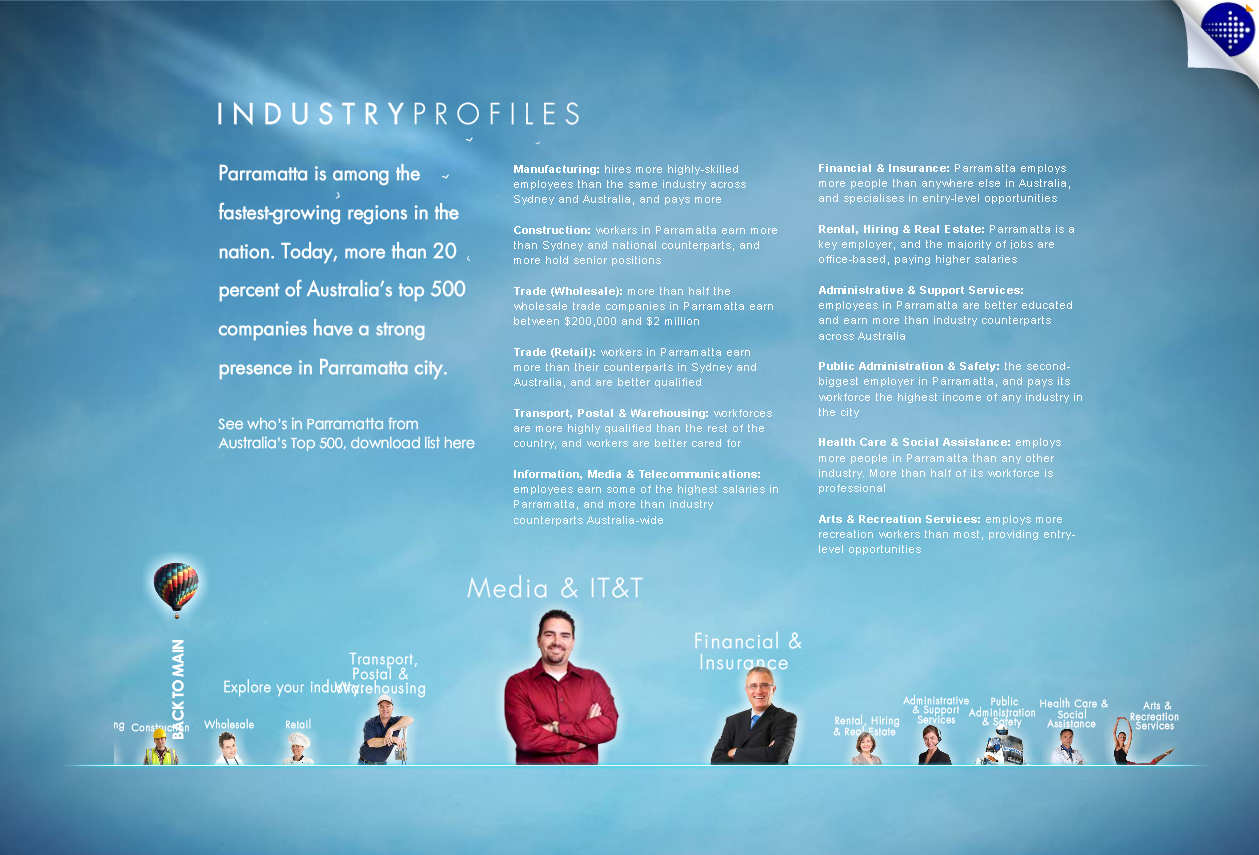 INDUSTRYPROFILES
Parramatta is among the
fastest-growing regions in the
nation. Today, more than 20
percent of Australia's top 500
companies have a strong
presence in Parramatta city.
See who's in Parramatta from
Australia's Top 500, download list here
Manufacturing: hires more highly-skilled
employees than the same industry across
Sydney and Australia, and pays more
Construction: workers in Parramatta earn more
than Sydney and national counterparts, and
more hold senior positions
Trade (Wholesale): more than half the
wholesale trade companies in Parramatta earn
between $200,000 and $2 million
Trade (Retail): workers in Parramatta earn
more than their counterparts in Sydney and
Australia, and are better qualified
Transport, Postal & Warehousing: workforces
are more highly qualified than the rest of the
country, and workers are better cared for
Information, Media & Telecommunications:
employees earn some of the highest salaries in
Parramatta, and more than industry
counterparts Australia-wide
Financial & Insurance: Parramatta employs
more people than anywhere else in Australia,
and specialises in entry-level opportunities
Rental, Hiring & Real Estate: Parramatta is a
key employer, and the majority of jobs are
office-based, paying higher salaries
Administrative & Support Services:
employees in Parramatta are better educated
and earn more than industry counterparts
across Australia
Public Administration & Safety: the second-
biggest employer in Parramatta, and pays its
workforce the highest income of any industry in
the city
Health Care & Social Assistance: employs
more people in Parramatta than any other
industry. More than half of its workforce is
professional
Arts & Recreation Services: employs more
recreation workers than most, providing entry-
level opportunities
BACK TO MAIN
Explore your industry
ng
Construction
Wholesale
Retail
Transport,
Postal &
Warehousing
Media & IT&T
Financial &
Insurance
Rental, Hiring
& Real Estate
Administrative
& Support
Services
Public
Administration
& Safety
Health Care &
Social
Assistance
Arts &
Recreation
Services